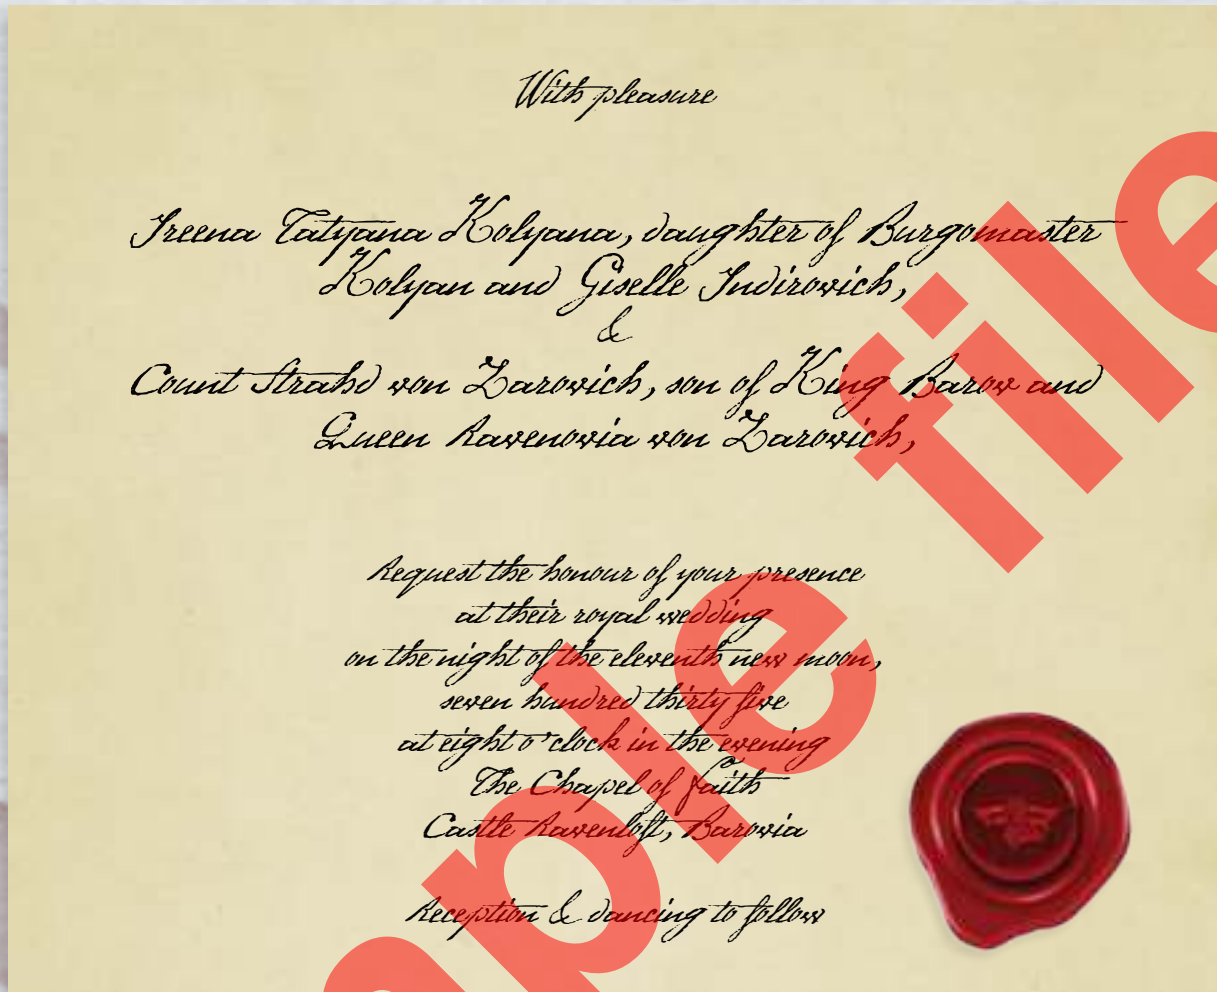 With pleasure
Ireena Tatyana Kolyana, daughter of Burgomaster
Kolyan and Giselle Indirovich,
&
Count Strahd von Zarovich, son of King Barov and
Queen Ravenovia von Zarovich,
Request the honour of your presence
at their royal wedding
on the night of the eleventh new moon,
seven hundred thirty five
at eight o'clock in the evening
The Chapel of Faith
Castle Ravenloft, Barovia
Reception & dancing to follow
ple file